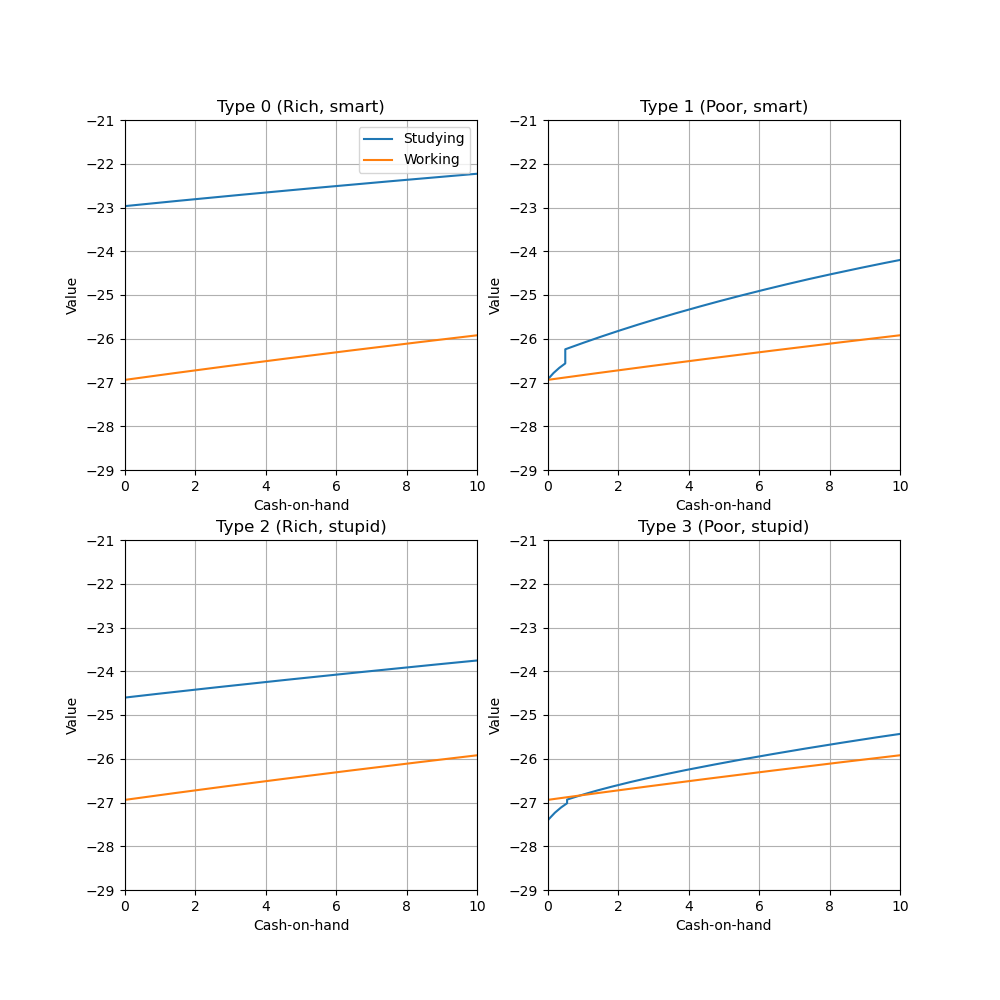 Type 0 (Rich, smart)
Type 1 (Poor, smart)
−21
−22
−23
−24
−25
−26
−27
−28
−29
Value
Studying
Working
0 2 4 6 8 10
Cash-on-hand
−21
−22
−23
−24
−25
−26
−27
−28
−29
Value
0 2 4 6 8 10
Cash-on-hand
Type 2 (Rich, stupid)
Type 3 (Poor, stupid)
−21
−22
−23
−24
−25
−26
−27
−28
−29
Value
0 2 4 6 8 10
Cash-on-hand
−21
−22
−23
−24
−25
−26
−27
−28
−29
Value
0 2 4 6 8 10
Cash-on-hand